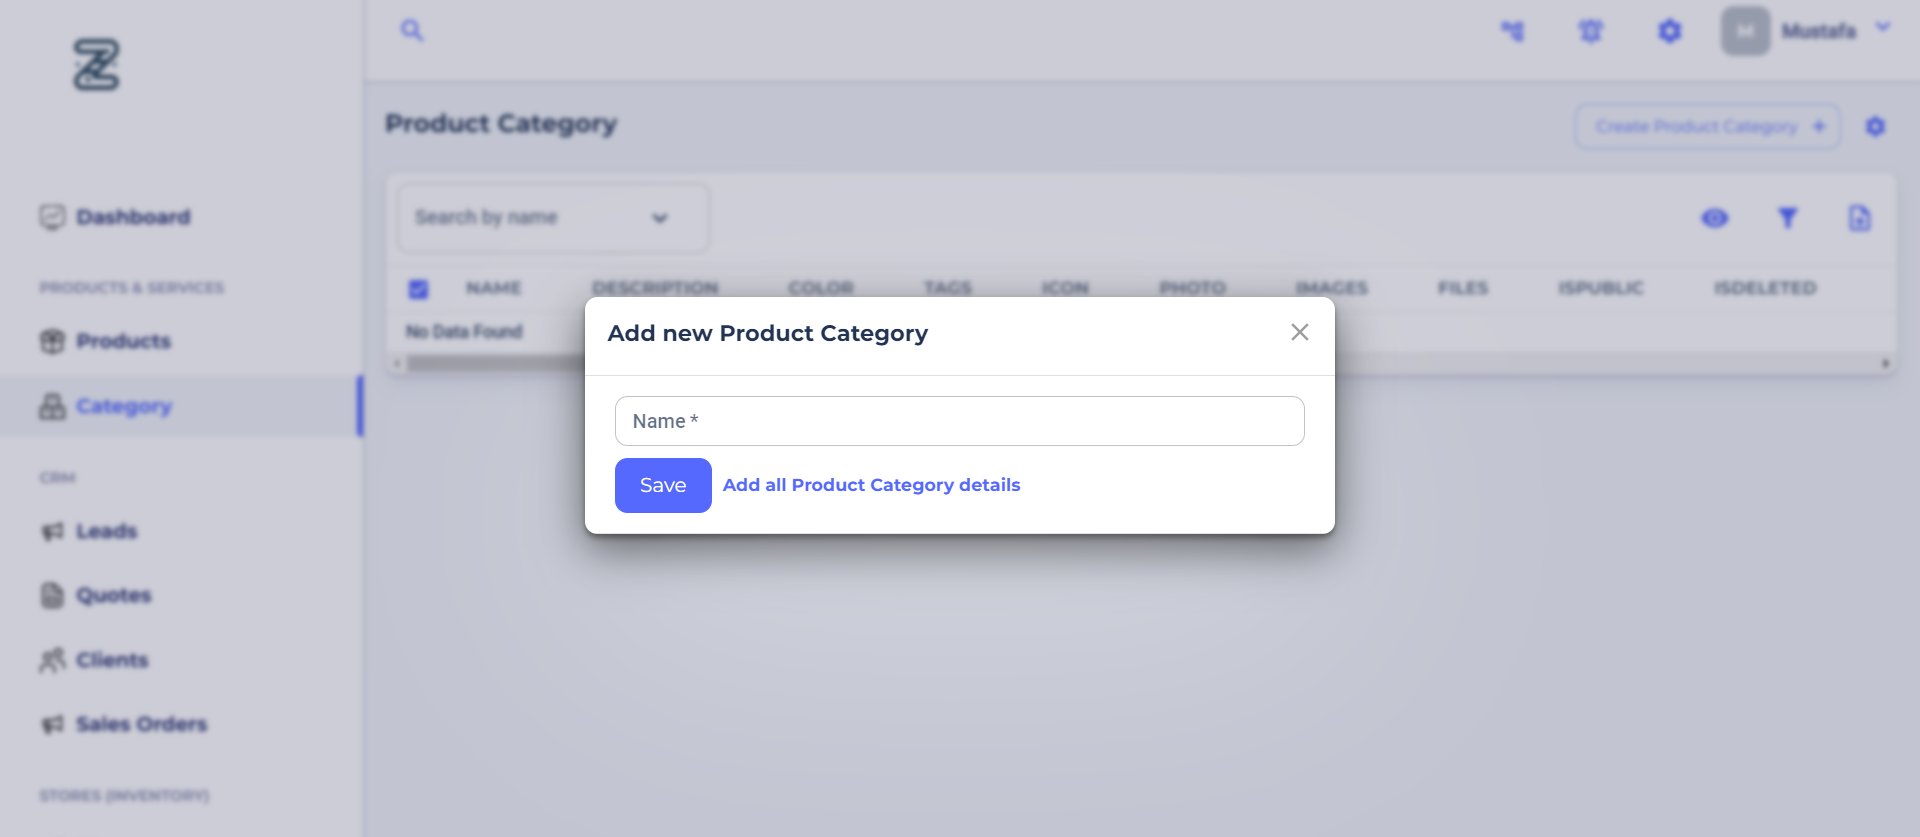 Mustafa
M
Product Category
Create Product Category +
Dashboard
PRODUCTS & SERVICES
Products
Category
CRM
Leads
Quotes
Clients
Sales Orders
STORES (INVENTORY)
Search by name
NAME DESCRIPTION COLOR TAGS ICON PHOTO IMAGES FILES ISPUBLIC ISDELETED
No Data Found
Add new Product Category
Name *
Save
Add all Product Category details